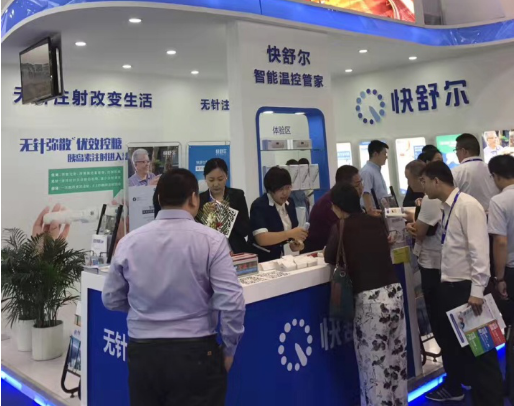 快舒尔
智能温控管家
无针注射改变生活
无针注
快舒尔
体验区
无针弥散"优效控糖
胰岛素注射进入
无针
快舒尔